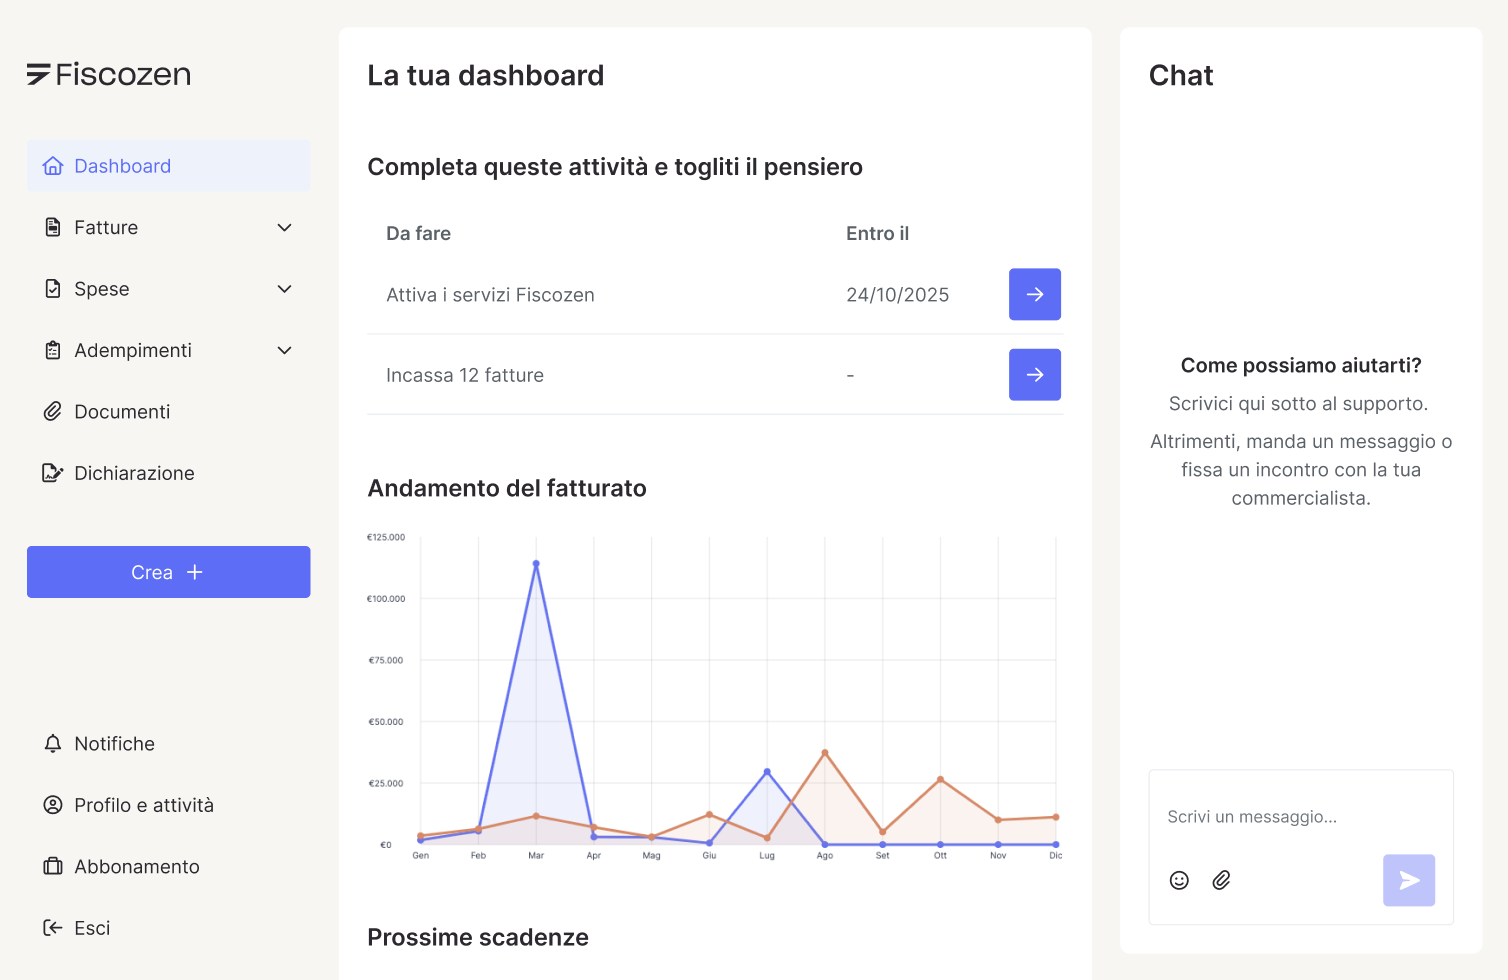 Fiscozen
Dashboard
Fatture
Spese
Adempimenti
Documenti
Dichiarazione
Crea
Notifiche
Profilo e attività
Abbonamento
Esci
La tua dashboard
Completa queste attività e togliti il pensiero
Da fare Entro il
Attiva i servizi Fiscozen 24/10/2025
Incassa 12 fatture -
Andamento del fatturato
€125.000
€100.000
€75.000
€50.000
€25.000
€0
Gen Feb Mar Apr Mag Giu Lug Ago Set Ott Nov Dic
Prossime scadenze
Chat
Come possiamo aiutarti?
Scrivici qui sotto al supporto.
Altrimenti, manda un messaggio o
fissa un incontro con la tua
commercialista.
Scrivi un messaggio...